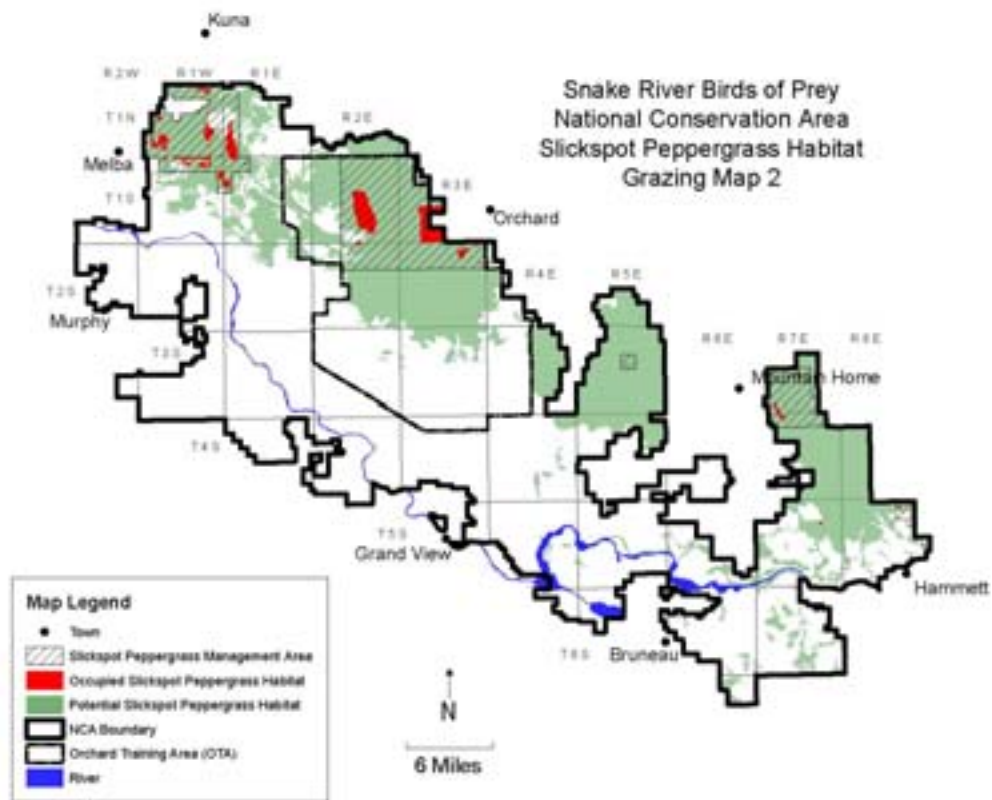 Kuna
R2W R1W R1E
Snake River Birds of Prey
National Conservation Area
Slickspot Peppergrass Habitat
Grazing Map 2
T1N
R2E
Melba
R3E
T1S
Orchard
R4E
R5E
T2S
Murphy
R6E
R7E
T3S
Mountain Home
T4S
T5S
Grand View
Hammett
Map Legend
Town
Slickspot Peppergrass Management Area
Occupied Slickspot Peppergrass Habitat
Potential Slickspot Peppergrass Habitat
NCA Boundary
Orchard Training Area (OTA)
River
T6S
Bruneau
N
6 Miles